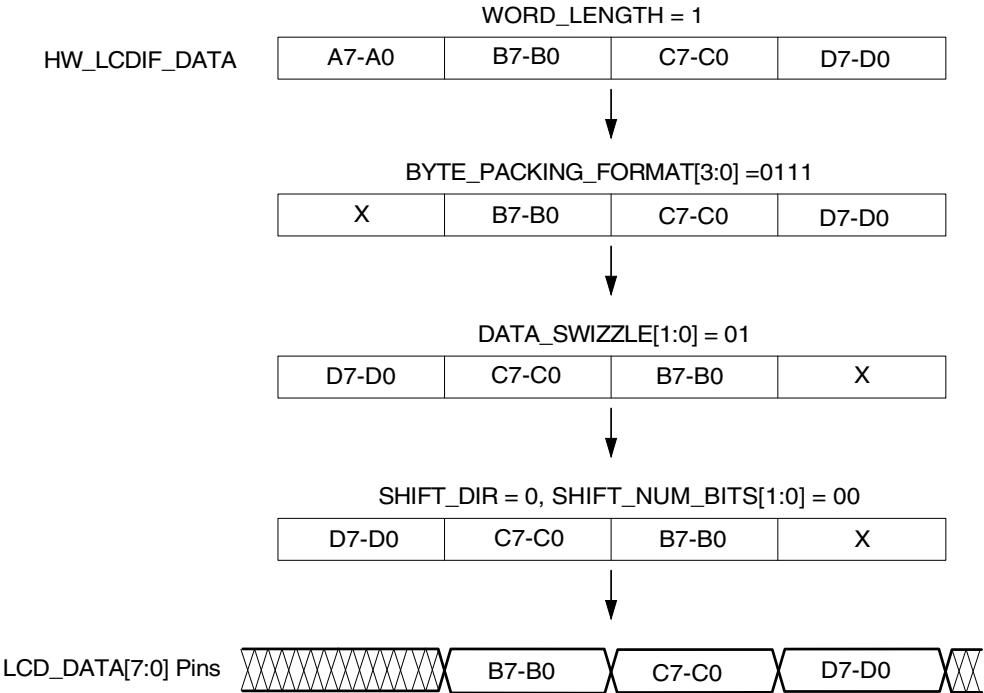 WORD_LENGTH = 1
HW_LCDIF_DATA A7-A0 B7-B0 C7-C0 D7-D0
BYTE_PACKING_FORMAT[3:0] =0111
X B7-B0 C7-C0 D7-D0
DATA_SWIZZLE[1:0] = 01
D7-D0 C7-C0 B7-B0 X
SHIFT_DIR = 0, SHIFT_NUM_BITS[1:0] = 00
D7-D0 C7-C0 B7-B0 X
LCD_DATA[7:0] Pins B7-B0 C7-C0 D7-D0